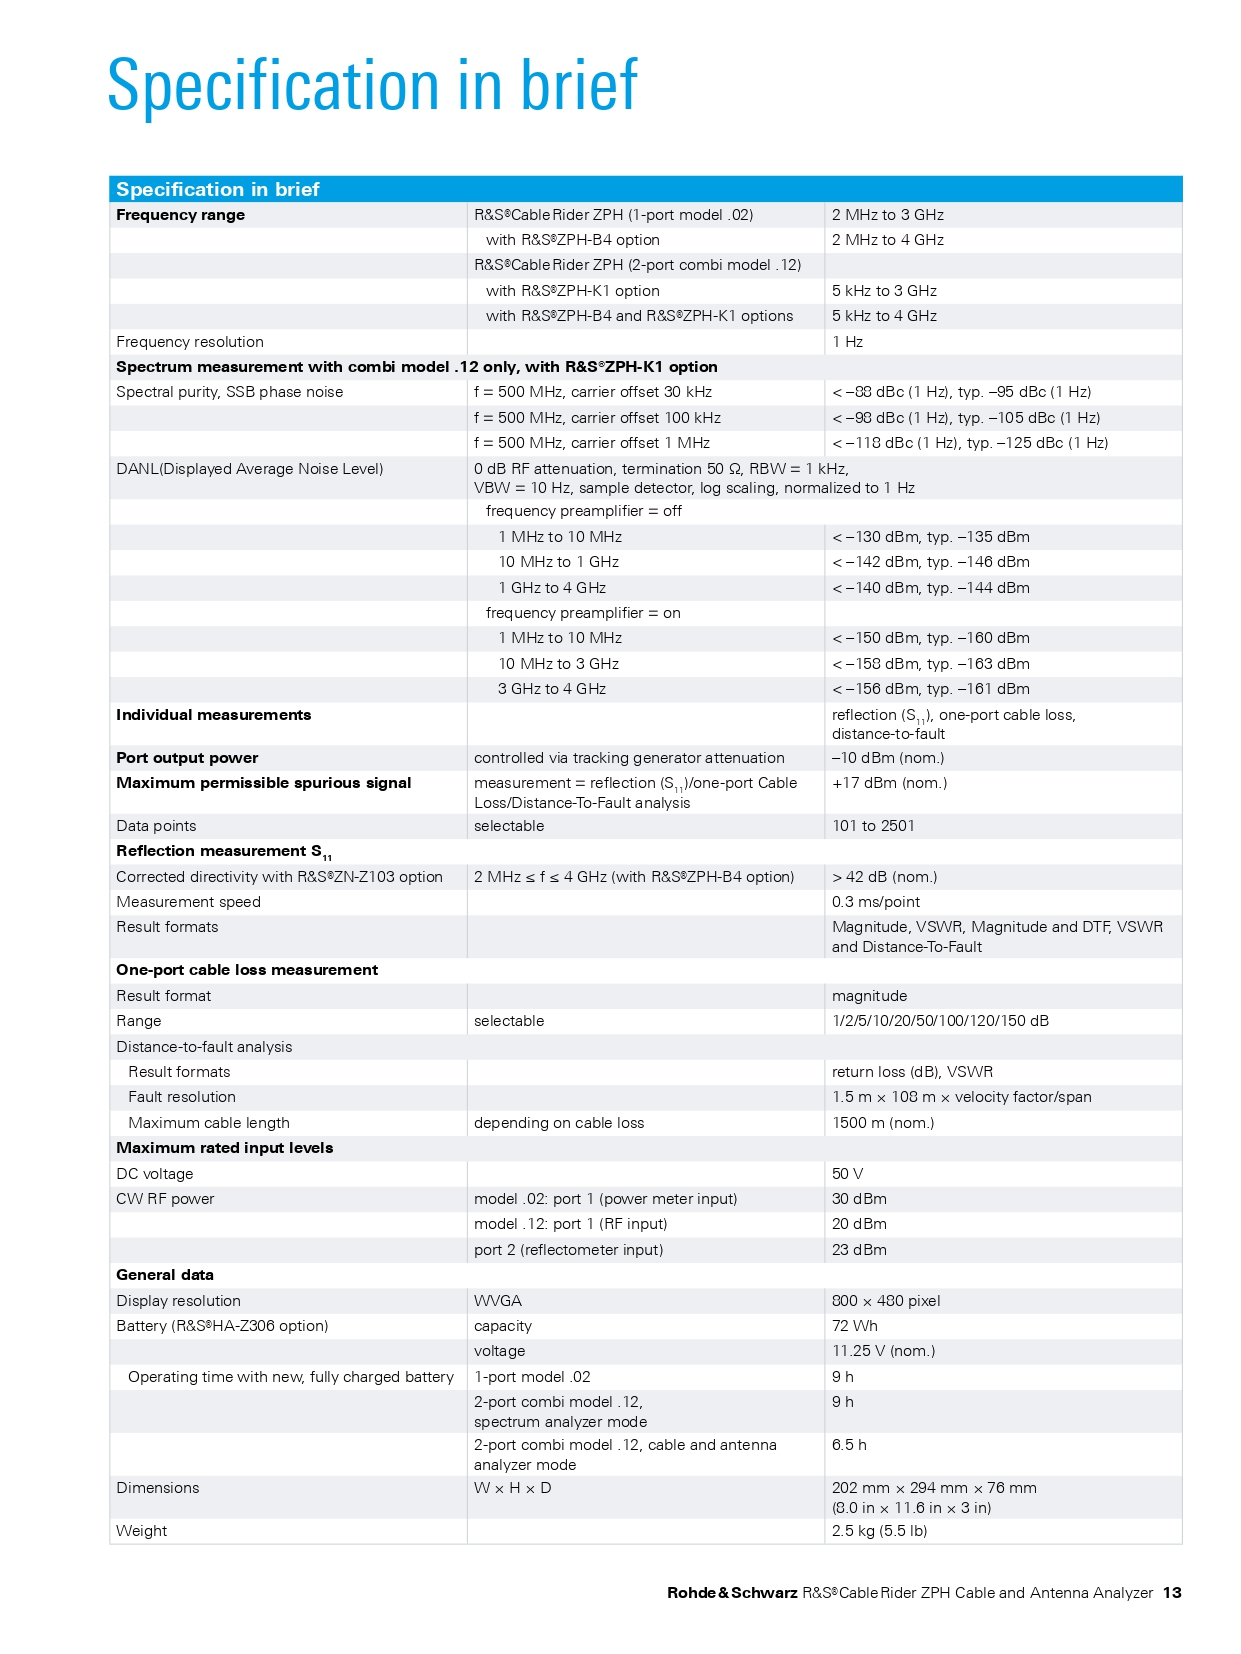 Specification in brief
Specification in brief
Frequency range R&S®Cable Rider ZPH (1-port model .02) 2 MHz to 3 GHz
with R&S®ZPH-B4 option 2 MHz to 4 GHz
R&S®Cable Rider ZPH (2-port combi model .12)
with R&S®ZPH-K1 option 5 kHz to 3 GHz
with R&S®ZPH-B4 and R&S®ZPH-K1 options 5 kHz to 4 GHz
Frequency resolution 1 Hz
Spectrum measurement with combi model .12 only, with R&S®ZPH-K1 option
Spectral purity, SSB phase noise f = 500 MHz, carrier offset 30 kHz < –88 dBc (1 Hz), typ. –95 dBc (1 Hz)
f = 500 MHz, carrier offset 100 kHz < –98 dBc (1 Hz), typ. –105 dBc (1 Hz)
f = 500 MHz, carrier offset 1 MHz < –118 dBc (1 Hz), typ. –125 dBc (1 Hz)
DANL(Displayed Average Noise Level) 0 dB RF attenuation, termination 50 Ω, RBW = 1 kHz,
VBW = 10 Hz, sample detector, log scaling, normalized to 1 Hz
frequency preamplifier = off
1 MHz to 10 MHz < –130 dBm, typ. –135 dBm
10 MHz to 1 GHz < –142 dBm, typ. –146 dBm
1 GHz to 4 GHz < –140 dBm, typ. –144 dBm
frequency preamplifier = on
1 MHz to 10 MHz < –150 dBm, typ. –160 dBm
10 MHz to 3 GHz < –158 dBm, typ. –163 dBm
3 GHz to 4 GHz < –156 dBm, typ. –161 dBm
Individual measurements reflection (S11), one-port cable loss,
distance-to-fault
Port output power controlled via tracking generator attenuation –10 dBm (nom.)
Maximum permissible spurious signal measurement = reflection (S11)/one-port Cable +17 dBm (nom.)
Loss/Distance-To-Fault analysis
Data points selectable 101 to 2501
Reflection measurement S11
Corrected directivity with R&S®ZN-Z103 option 2 MHz ≤ f ≤ 4 GHz (with R&S®ZPH-B4 option) > 42 dB (nom.)
Measurement speed 0.3 ms/point
Result formats Magnitude, VSWR, Magnitude and DTF, VSWR
and Distance-To-Fault
One-port cable loss measurement
Result format magnitude
Range selectable 1/2/5/10/20/50/100/120/150 dB
Distance-to-fault analysis
Result formats return loss (dB), VSWR
Fault resolution 1.5 m × 108 m × velocity factor/span
Maximum cable length depending on cable loss 1500 m (nom.)
Maximum rated input levels
DC voltage 50 V
CW RF power model .02: port 1 (power meter input) 30 dBm
model .12: port 1 (RF input) 20 dBm
port 2 (reflectometer input) 23 dBm
General data
Display resolution WVGA 800 × 480 pixel
Battery (R&S®HA-Z306 option) capacity 72 Wh
voltage 11.25 V (nom.)
Operating time with new, fully charged battery 1-port model .02 9 h
2-port combi model .12, 9 h
spectrum analyzer mode
2-port combi model .12, cable and antenna 6.5 h
analyzer mode
Dimensions W × H × D 202 mm × 294 mm × 76 mm
(8.0 in × 11.6 in × 3 in)
Weight 2.5 kg (5.5 lb)
Rohde & Schwarz R&S®Cable Rider ZPH Cable and Antenna Analyzer 13